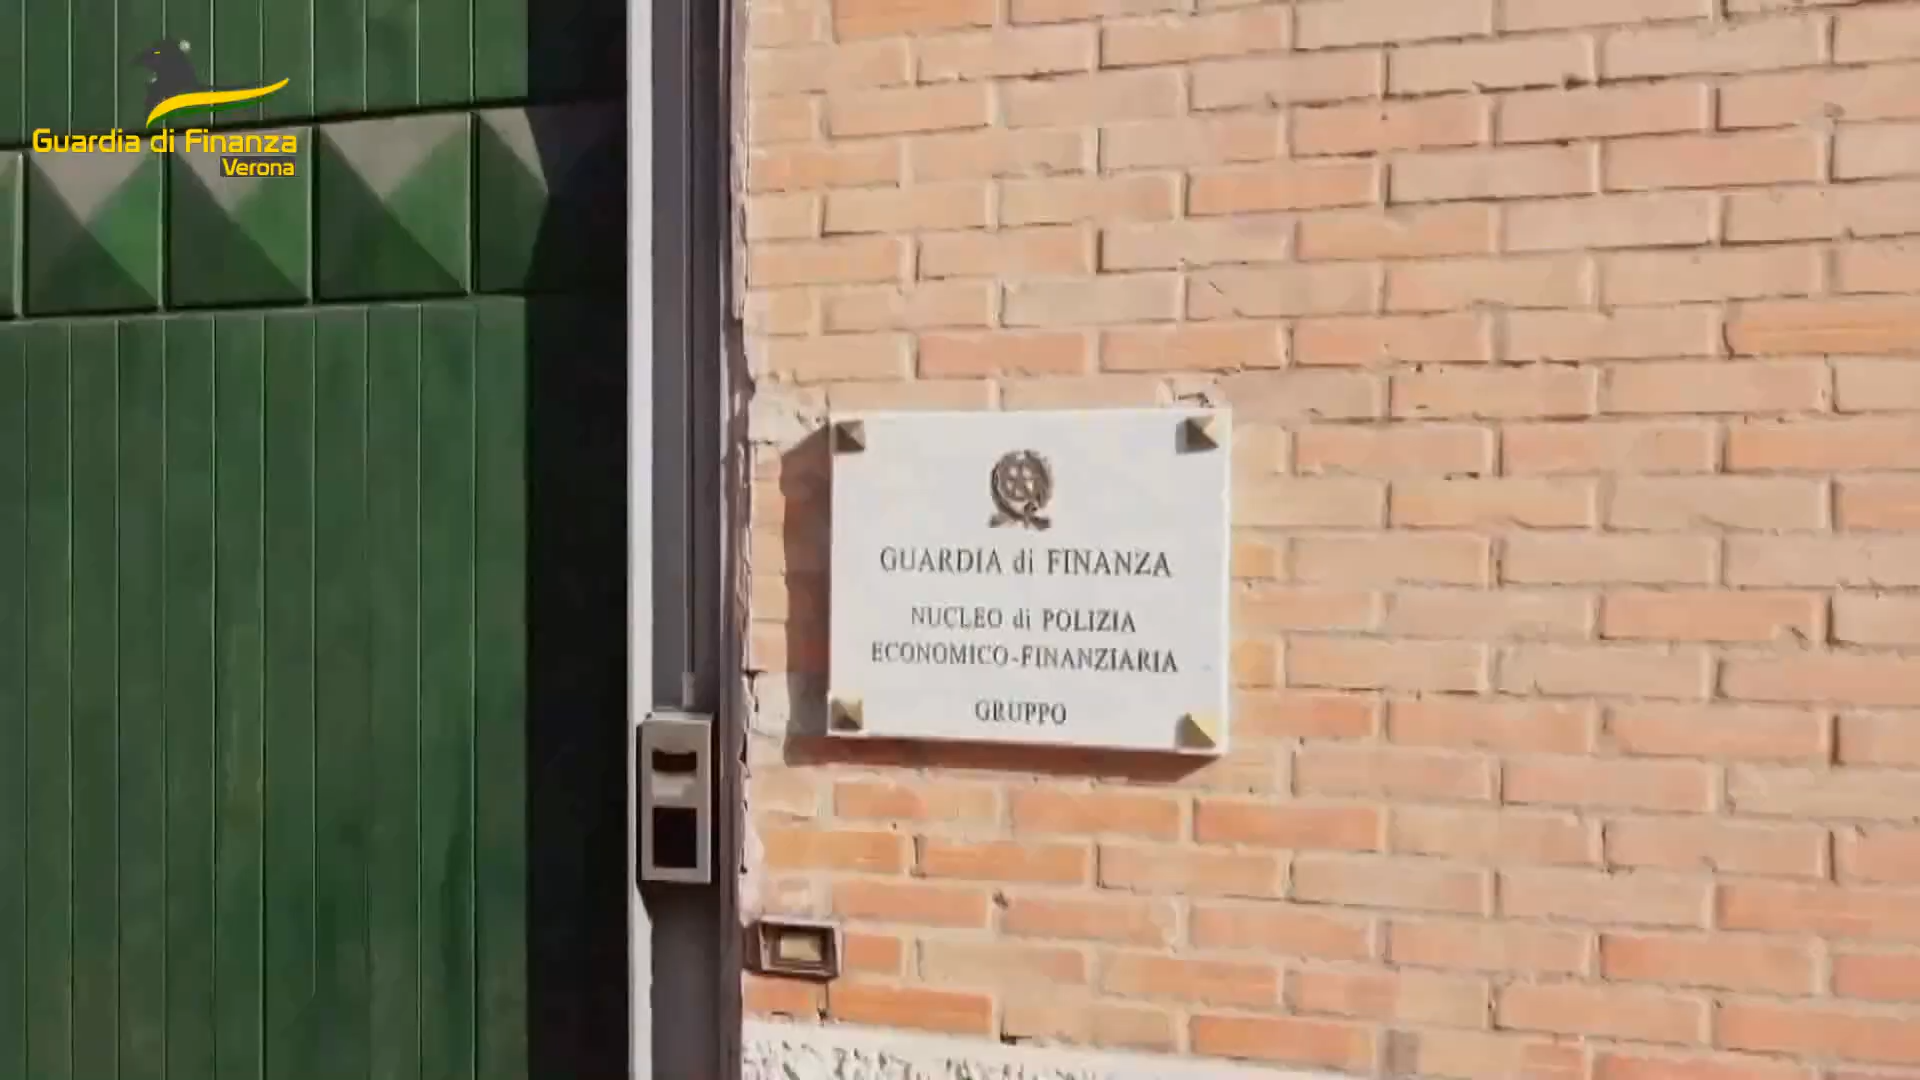 Guardia di Finanza
Verona
GUARDIA di FINANZA
NUCLEO di POLIZIA
ECONOMICO-FINANZIARIA
GRUPPO